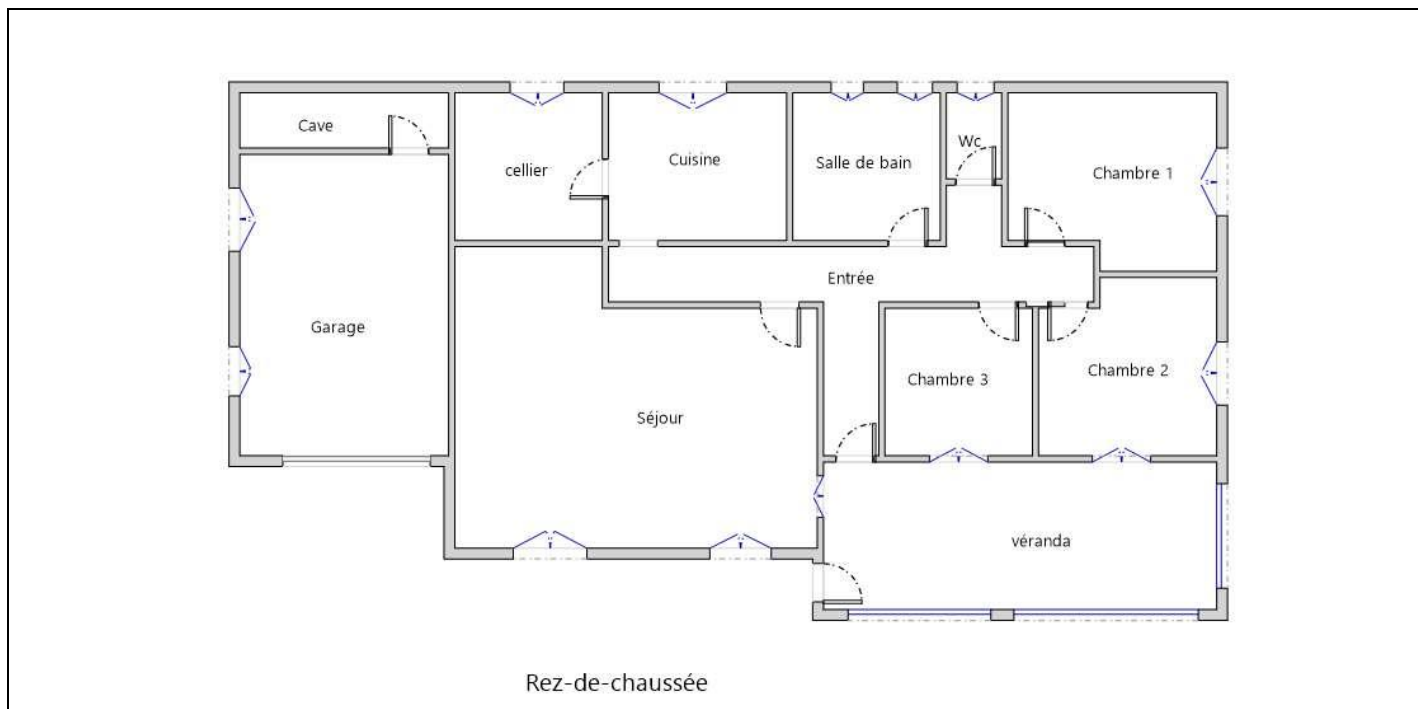 Cave
cellier
Cuisine
Salle de bain
Wc
Chambre 1
Entrée
Garage
Séjour
Chambre 3
Chambre 2
véranda
Rez-de-chaussée